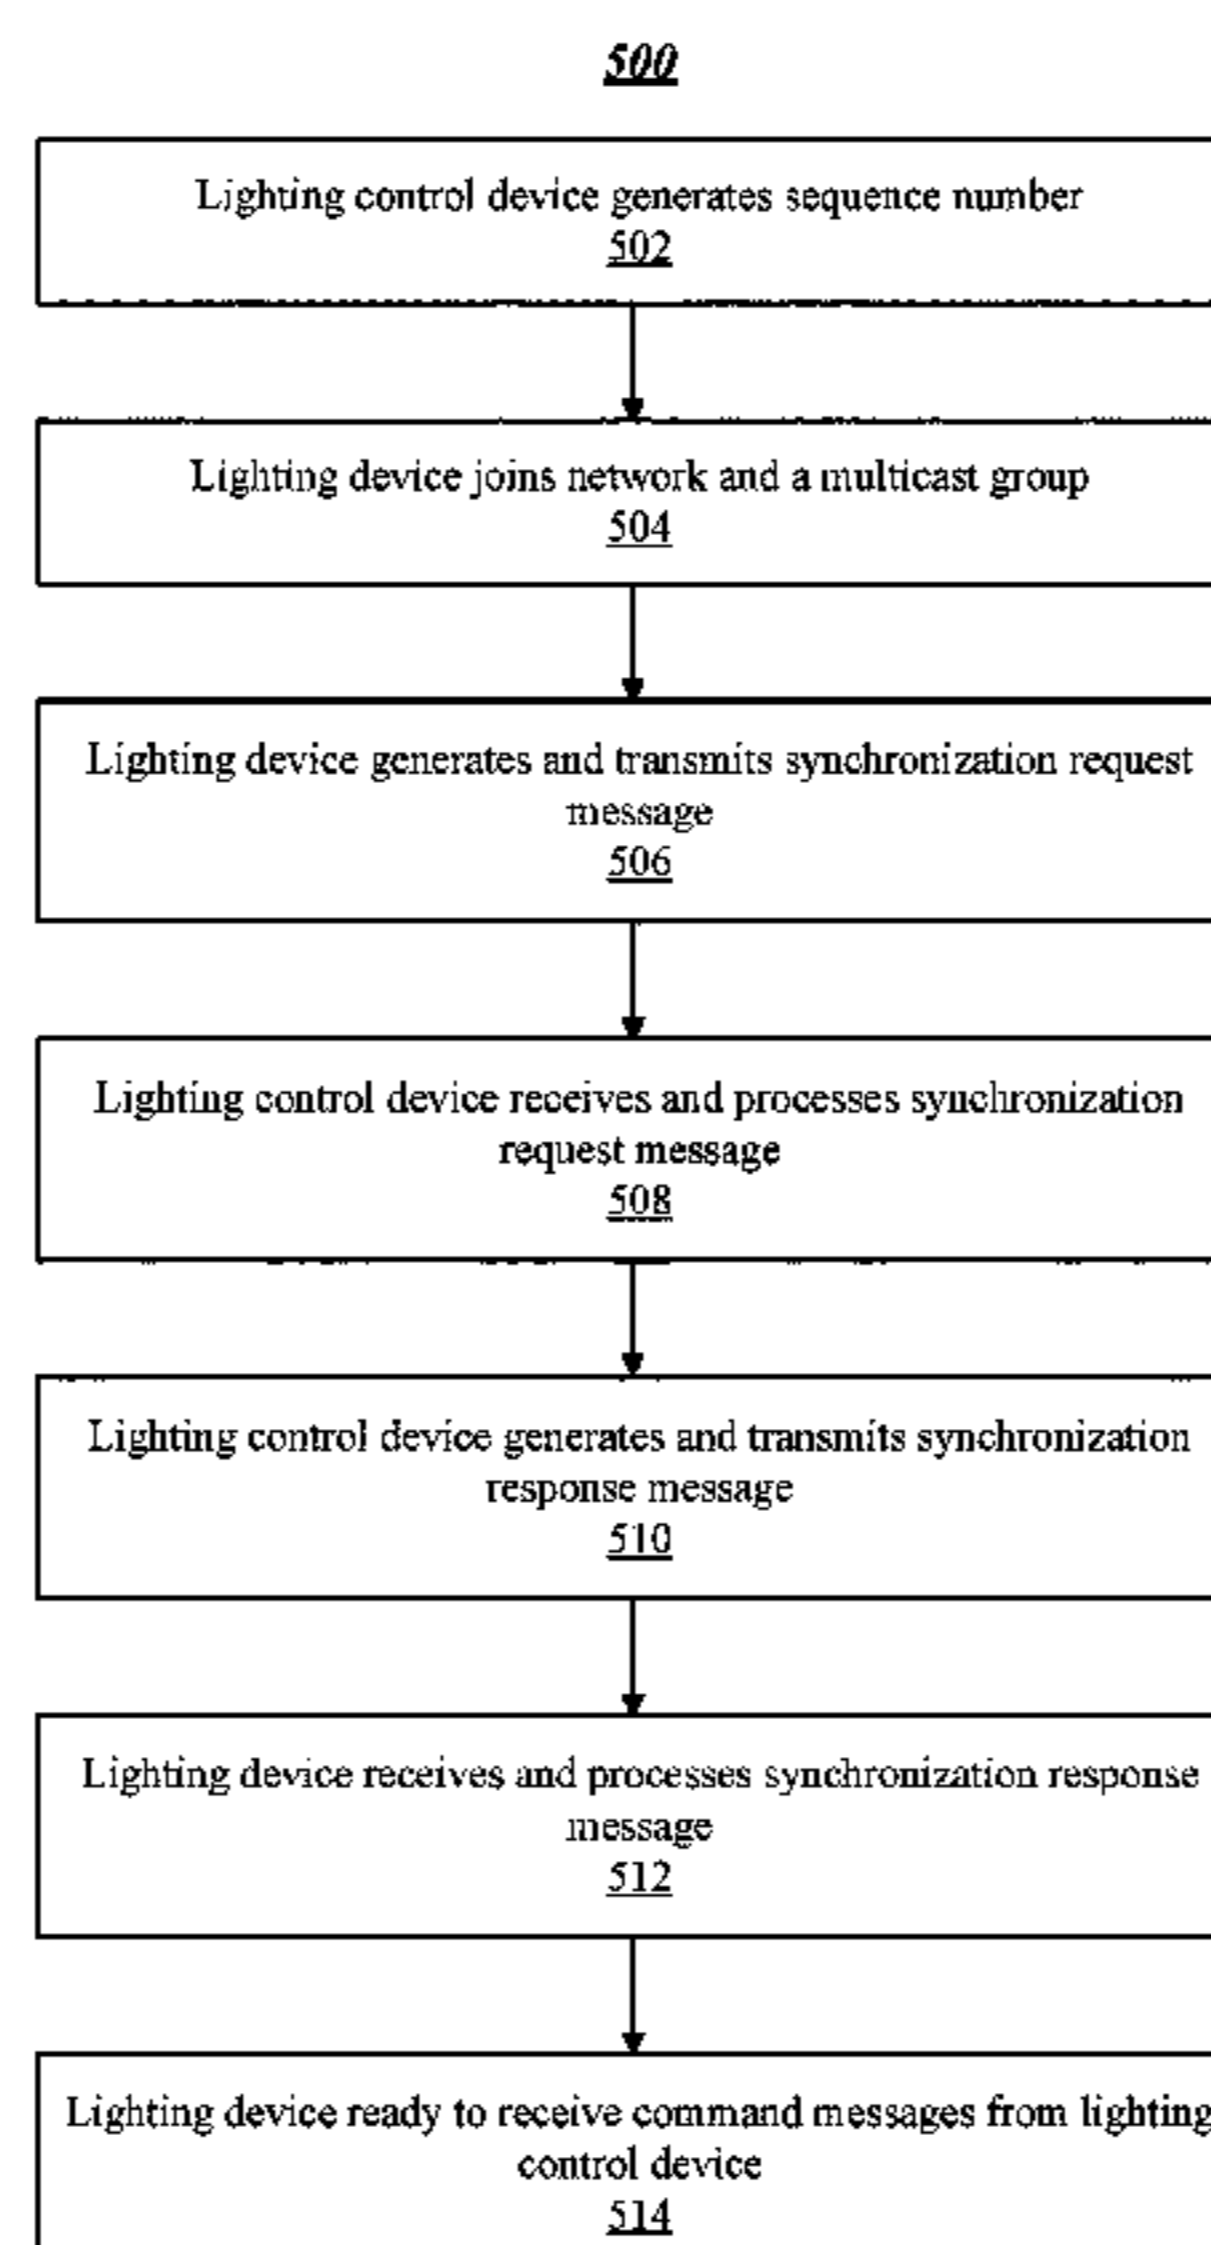 500
Lighting control device generates sequence number
502
Lighting device joins network and a multicast group
504
Lighting device generates and transmits synchronization request
message
506
Lighting control device receives and processes synchronization
request message
508
Lighting control device generates and transmits synchronization
response message
510
Lighting device receives and processes synchronization response
message
512
Lighting device ready to receive command messages from lighting
control device
514